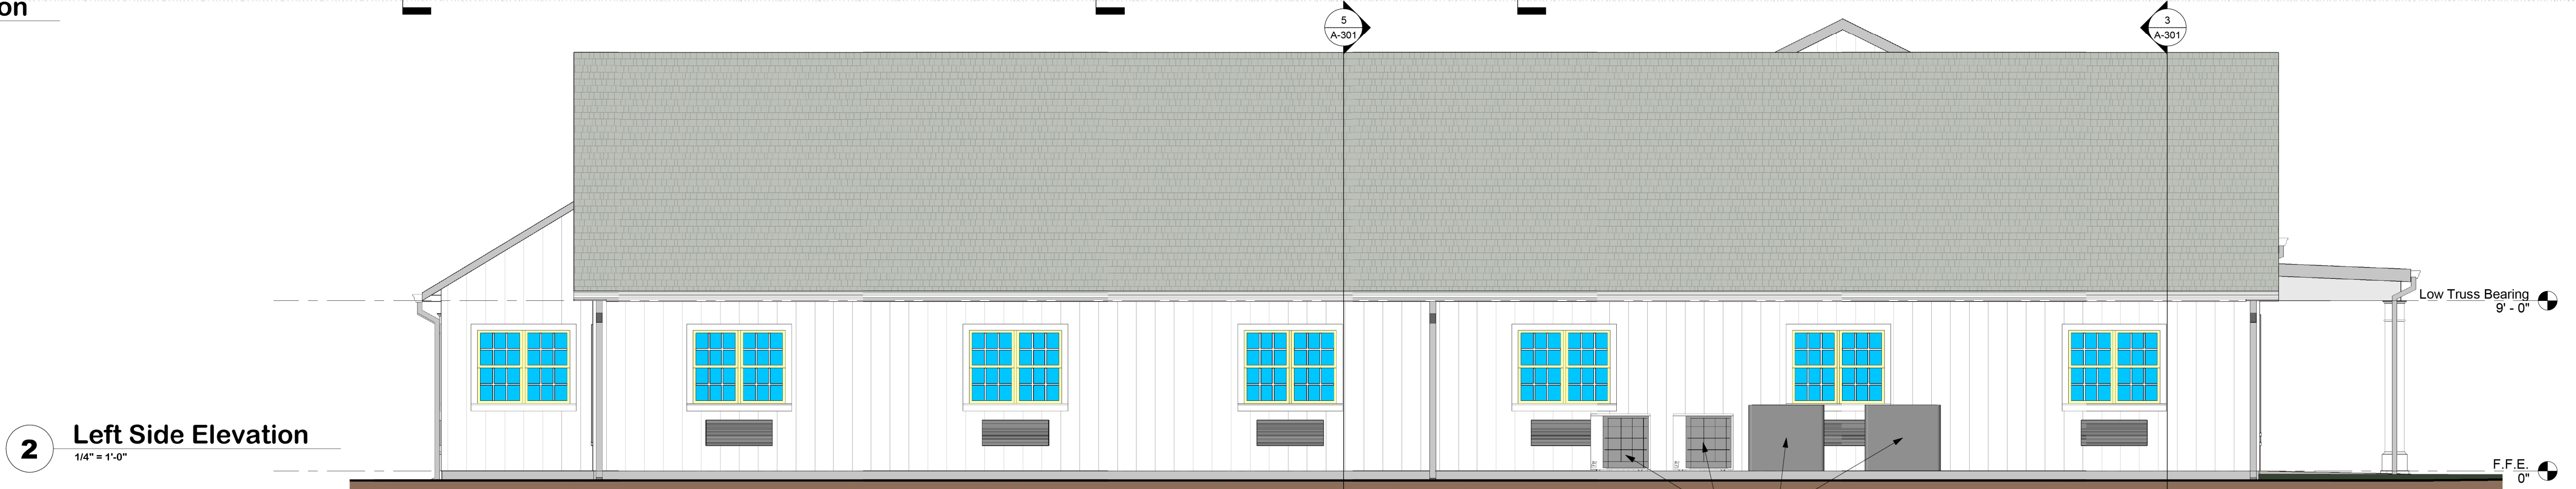 on
5
A-301
3
A-301
Low Truss Bearing
9' - 0"
2
Left Side Elevation
1/4" = 1'-0"
F.F.E.
0"